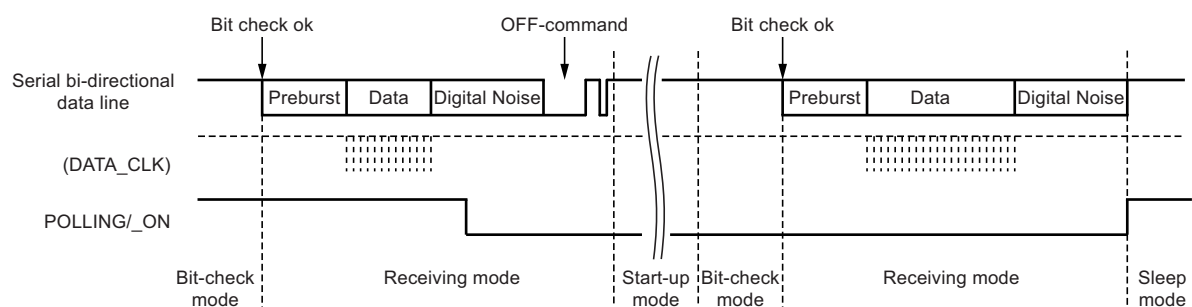 Bit check ok
OFF-command
Bit check ok
Serial bi-directional
data line
Preburst
Data
Digital Noise
Preburst
Data
Digital Noise
(DATA_CLK)
POLLING/_ON
Bit-check
mode
Receiving mode
Start-up
mode
Bit-check
mode
Receiving mode
Sleep
mode